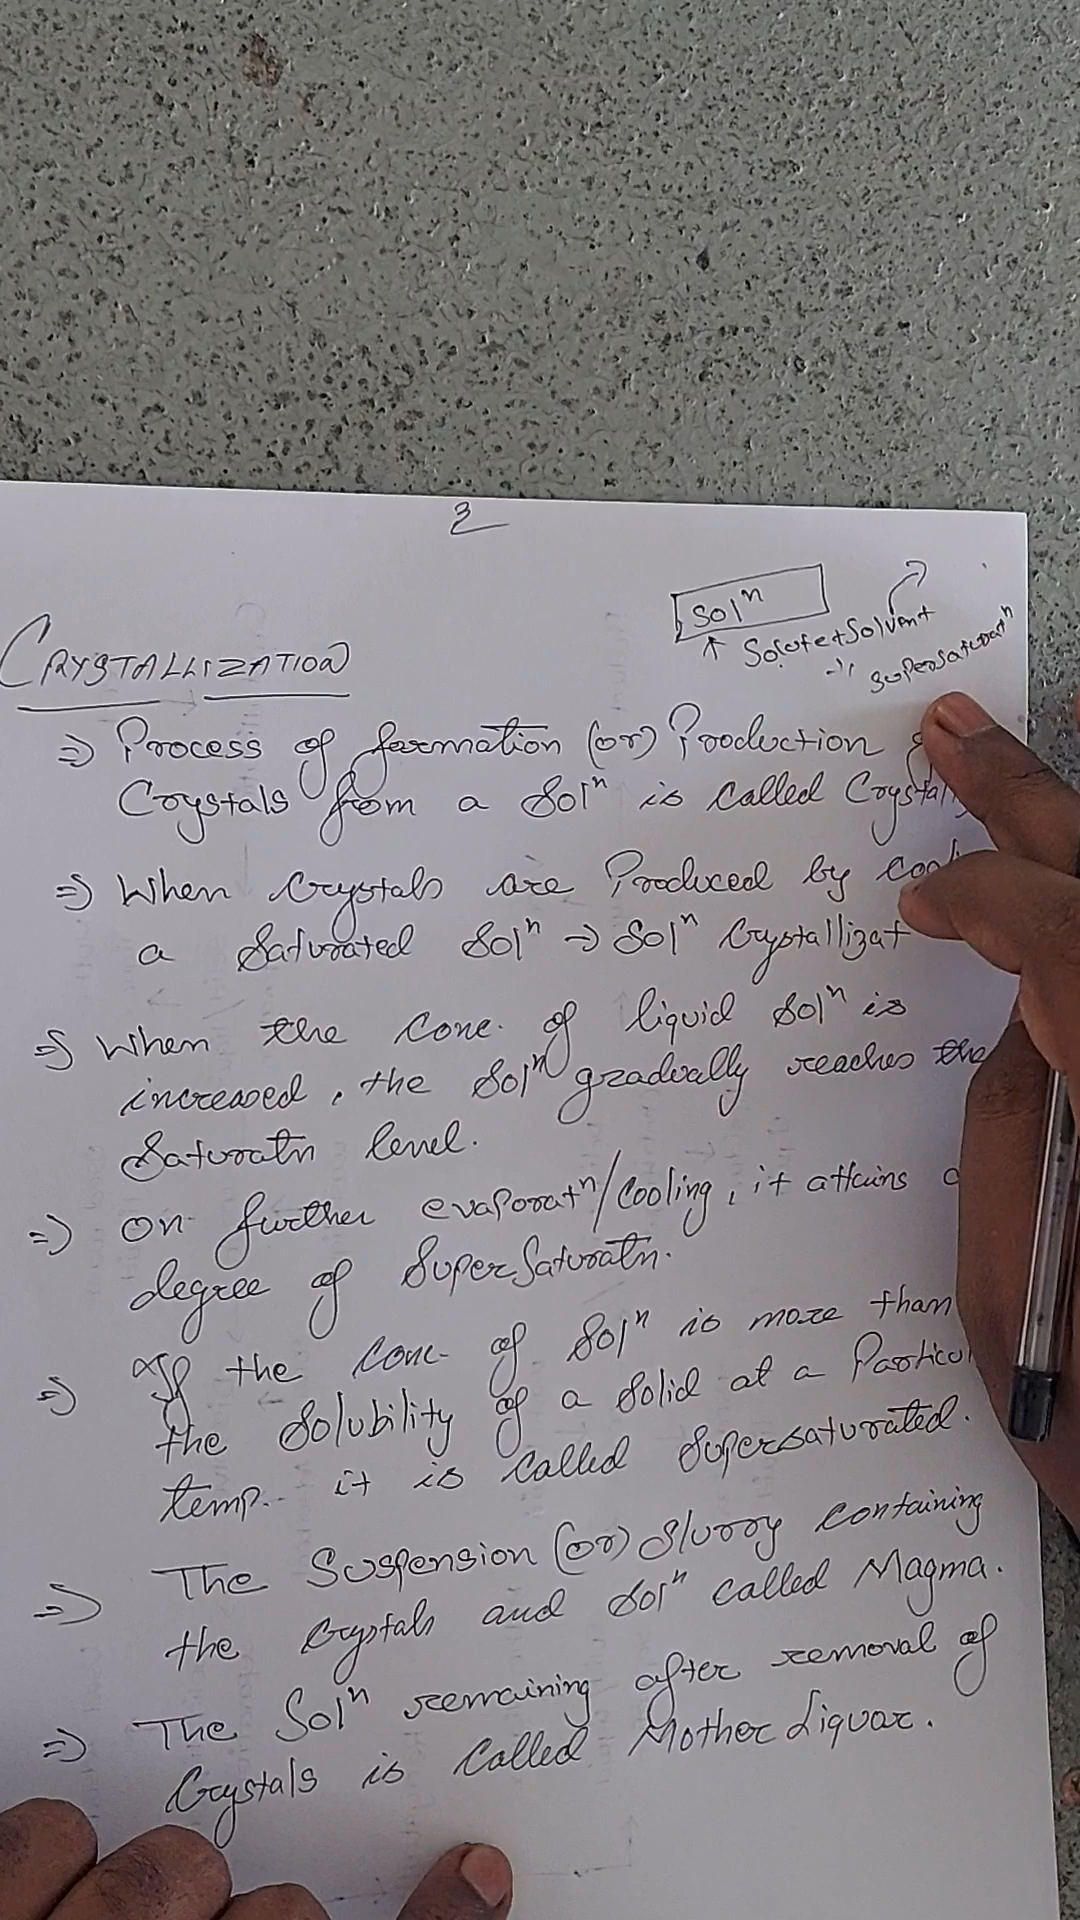 2
Solⁿ
Solute + Solvent
Supersaturatⁿ
CRYSTALLIZATION
⇒ Process of formation (or) Production
Crystals from a Solⁿ is called Crystal
⇒ When Crystals are Produced by
a Saturated Solⁿ → Solⁿ Crystallizat
⇒ When the Conc. of liquid Solⁿ is
increased, the Solⁿ gradually reaches the
Saturatn level.
⇒ On further evaporatⁿ/Cooling, it attains
degree of SuperSaturatn.
⇒ If the Conc- of Solⁿ is more than
the Solubility of a Solid at a Particul
temp.. it is Called Supersaturated.
⇒ The Suspension (or) Slurry Containing
the Crystals and Solⁿ called Magma.
⇒ The Solⁿ remaining after removal of
Crystals is Called Mother Liquor.